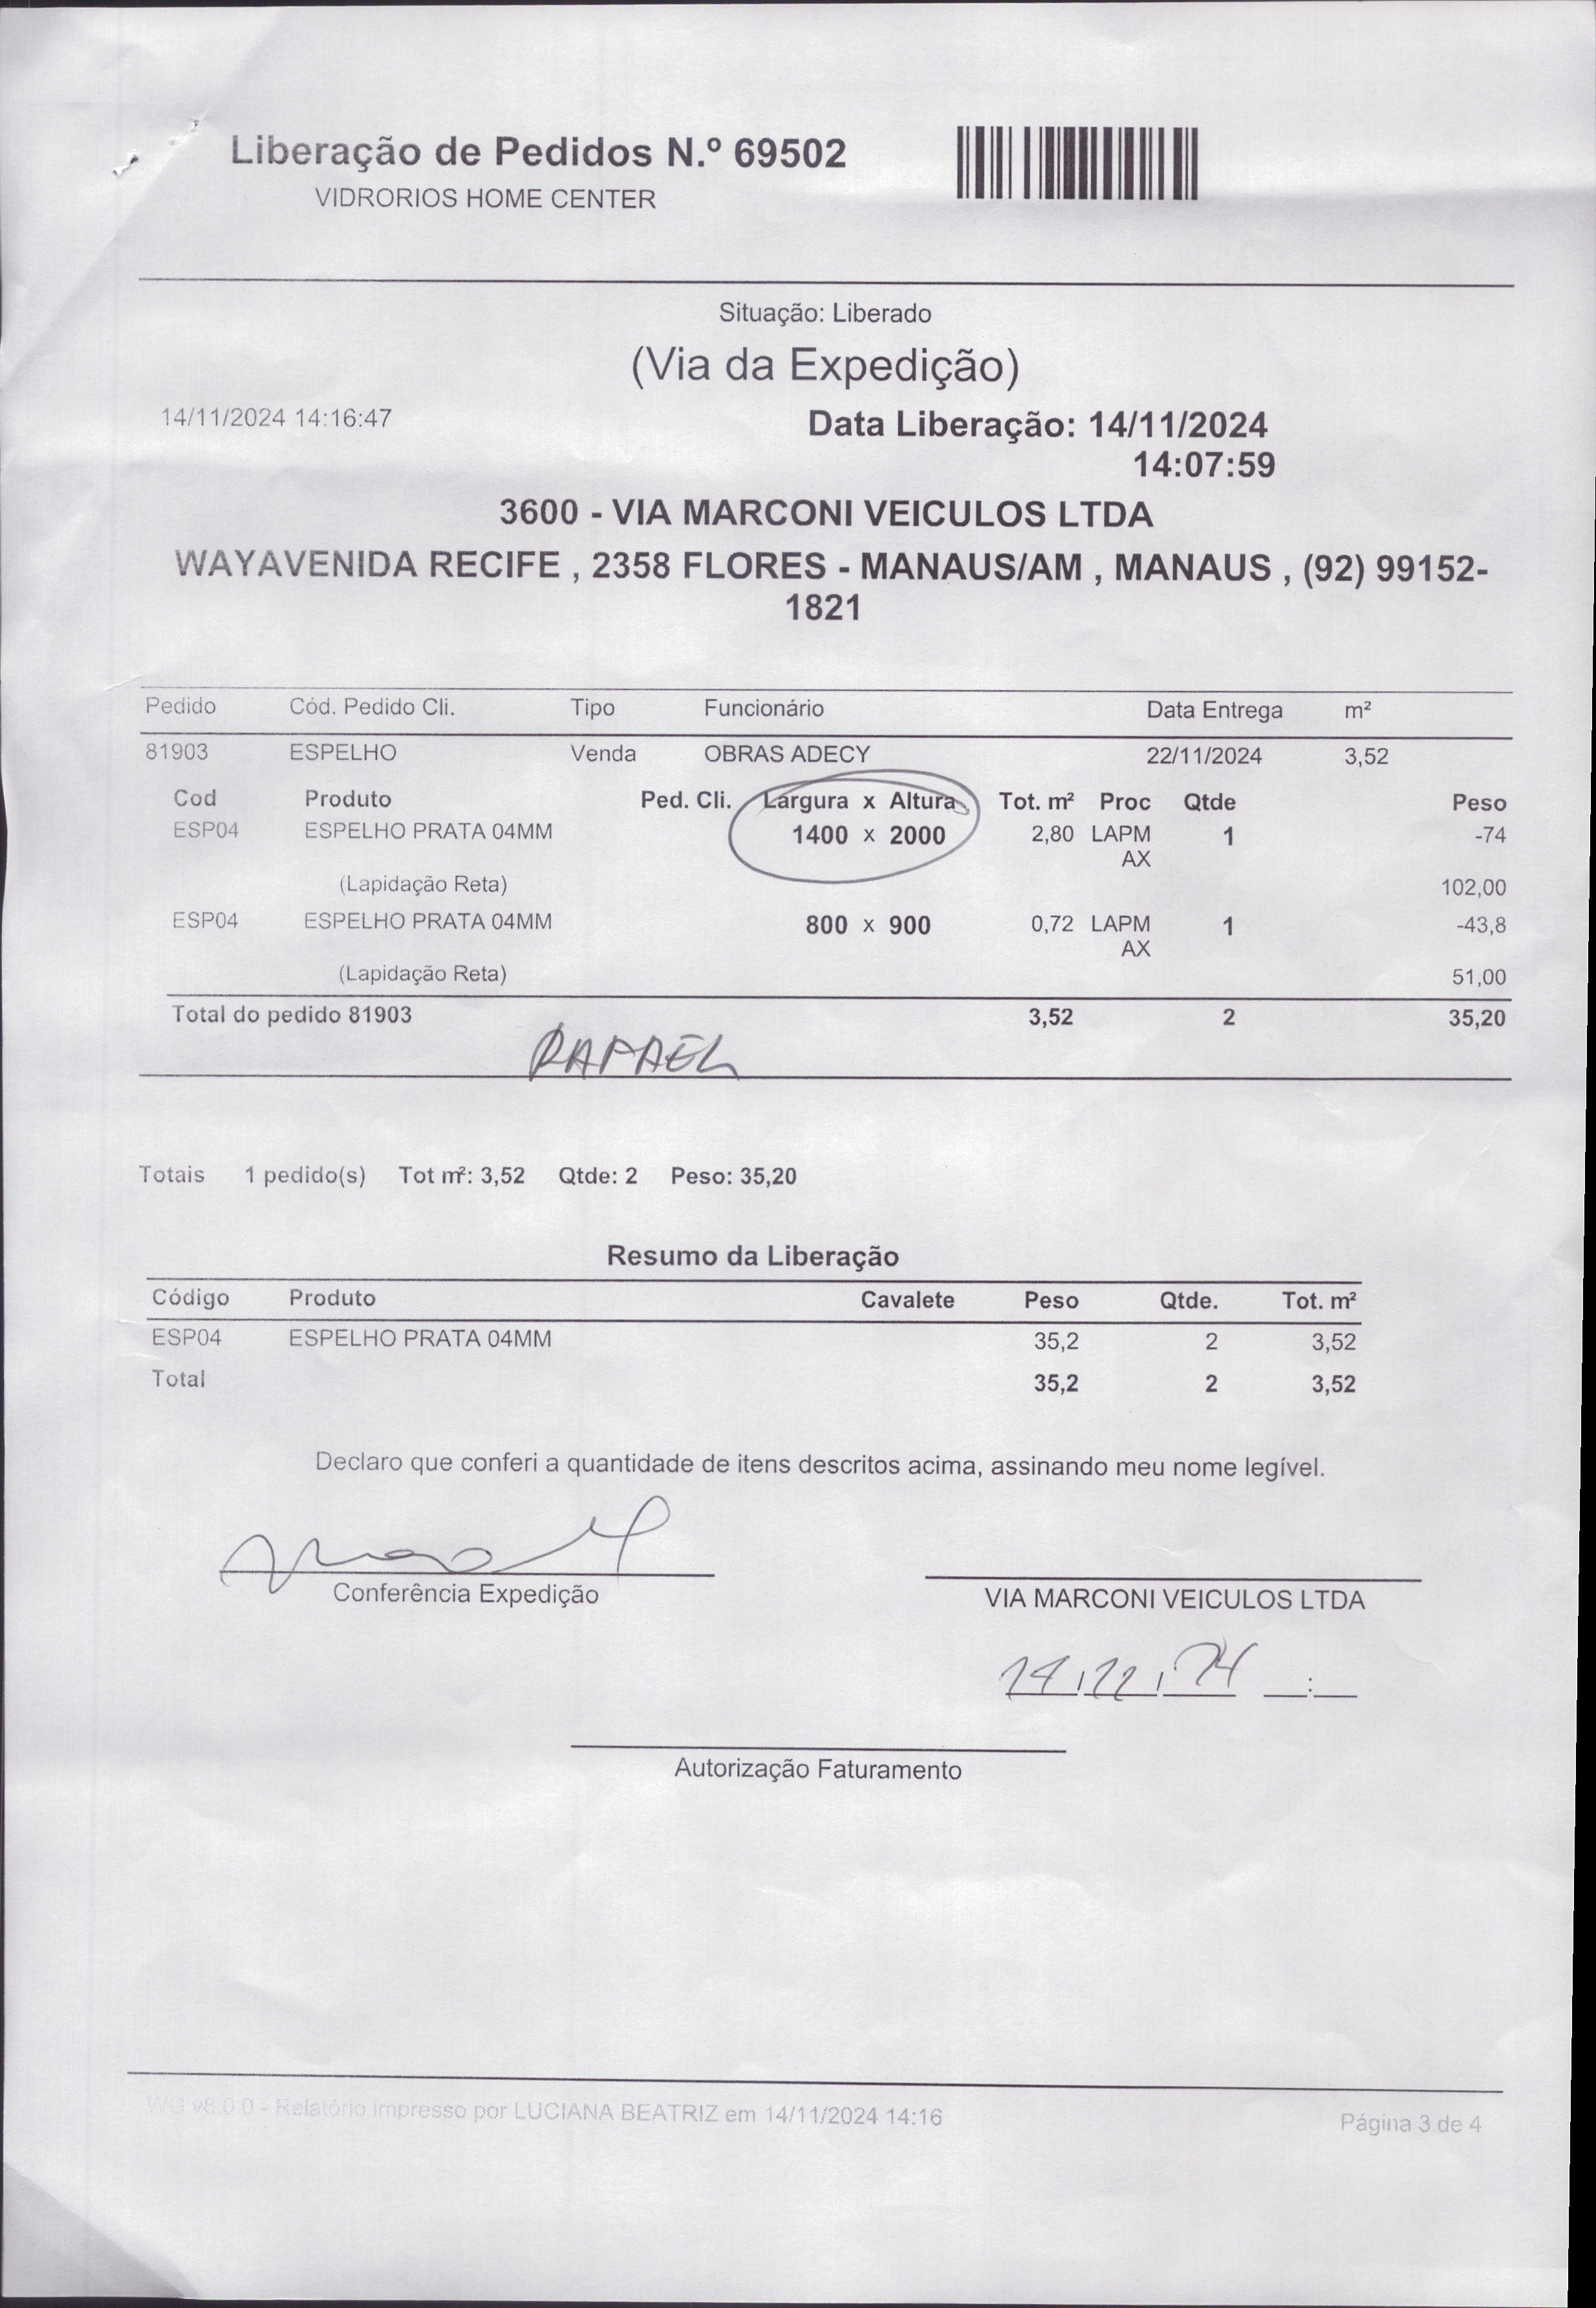 Liberação de Pedidos N.º 69502
VIDRORIOS HOME CENTER
Situação: Liberado
(Via da Expedição)
14/11/2024 14:16:47
Data Liberação: 14/11/2024
14:07:59
3600 - VIA MARCONI VEICULOS LTDA
WAYAVENIDA RECIFE , 2358 FLORES - MANAUS/AM , MANAUS , (92) 99152-
1821
Pedido Cód. Pedido Cli. Tipo Funcionário Data Entrega m²
81903 ESPELHO Venda OBRAS ADECY 22/11/2024 3,52
Cod Produto Ped. Cli. Largura x Altura Tot. m² Proc Qtde Peso
ESP04 ESPELHO PRATA 04MM 1400 x 2000 2,80 LAPM 1 -74
AX
(Lapidação Reta) 102,00
ESP04 ESPELHO PRATA 04MM 800 x 900 0,72 LAPM 1 -43,8
AX
(Lapidação Reta) 51,00
Total do pedido 81903 3,52 2 35,20
RAFAEL
Totais 1 pedido(s) Tot m²: 3,52 Qtde: 2 Peso: 35,20
Resumo da Liberação
Código Produto Cavalete Peso Qtde. Tot. m²
ESP04 ESPELHO PRATA 04MM 35,2 2 3,52
Total 35,2 2 3,52
Declaro que conferi a quantidade de itens descritos acima, assinando meu nome legível.
Conferência Expedição
VIA MARCONI VEICULOS LTDA
Autorização Faturamento
WG v8.0.0 - Relatório impresso por LUCIANA BEATRIZ em 14/11/2024 14:16
Página 3 de 4